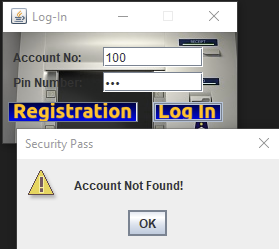 Log-In
Account No: 100
Pin Number: •••
Registration Log In
Security Pass
Account Not Found!
OK